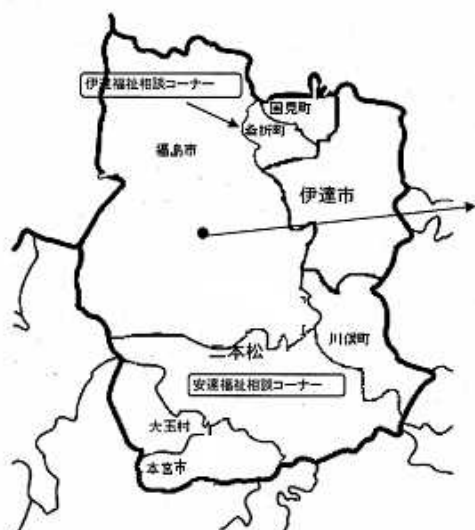 伊達福祉相談コーナー
国見町
桑折町
福島市
伊達市
二本松
川俣町
安達福祉相談コーナー
大玉村
本宮市